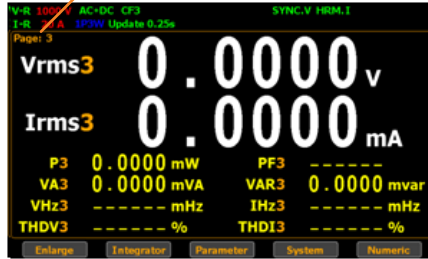 V-R 1000 V AC+DC CF3 SYNC.V HRM.I
I-R 20 A 1P3W Update 0.25s
Page: 3
Vrms3 0.0000 V
Irms3 0.0000 mA
P3 0.0000 mW PF3 ------
VA3 0.0000 mVA VAR3 0.0000 mvar
VHz3 ------ mHz IHz3 ------ mHz
THDV3 ------ % THDI3 ------ %
Enlarge Integrator Parameter System Numeric